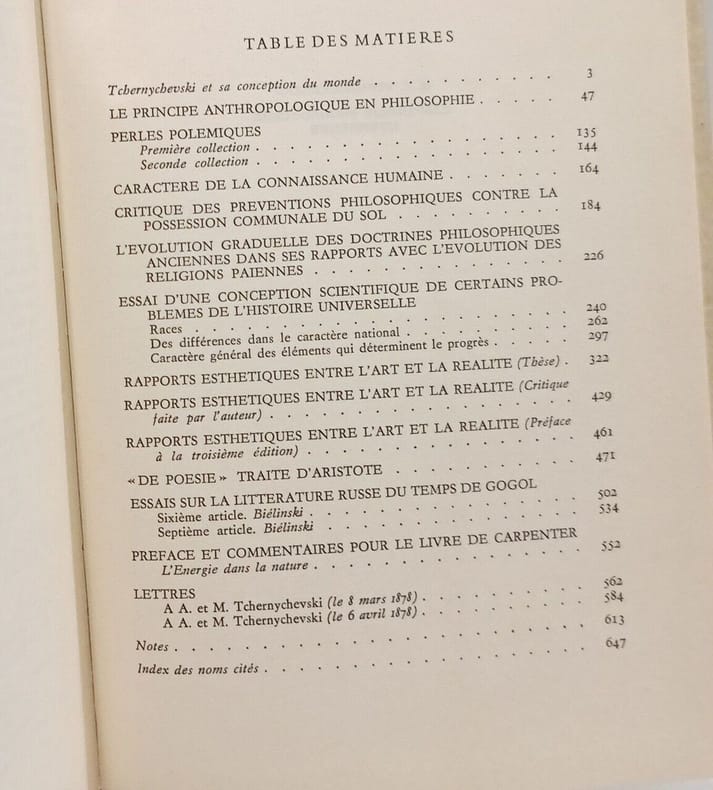 TABLE DES MATIERES
Tchernychevski et sa conception du monde . . . . . . . . . . . 3
LE PRINCIPE ANTHROPOLOGIQUE EN PHILOSOPHIE . . . . . 47
PERLES POLEMIQUES
Première collection . . . . . . . . . . . . . . . . 135
Seconde collection . . . . . . . . . . . . . . . . 144
CARACTERE DE LA CONNAISSANCE HUMAINE . . . . . . . 164
CRITIQUE DES PREVENTIONS PHILOSOPHIQUES CONTRE LA
POSSESSION COMMUNALE DU SOL . . . . . . . . . . 184
L'EVOLUTION GRADUELLE DES DOCTRINES PHILOSOPHIQUES
ANCIENNES DANS SES RAPPORTS AVEC L'EVOLUTION DES
RELIGIONS PAIENNES . . . . . . . . . . . . . . 226
ESSAI D'UNE CONCEPTION SCIENTIFIQUE DE CERTAINS PRO-
BLEMES DE L'HISTOIRE UNIVERSELLE
Races . . . . . . . . . . . . . . . . . . . . 240
Des différences dans le caractère national . . . . . . . . . 262
Caractère général des éléments qui déterminent le progrès . . . . . 297
RAPPORTS ESTHETIQUES ENTRE L'ART ET LA REALITE (Thèse) . 322
RAPPORTS ESTHETIQUES ENTRE L'ART ET LA REALITE (Critique
faite par l'auteur) . . . . . . . . . . . . . . . . 429
RAPPORTS ESTHETIQUES ENTRE L'ART ET LA REALITE (Préface
à la troisième édition) . . . . . . . . . . . . . . 461
«DE POESIE» TRAITE D'ARISTOTE . . . . . . . . . . 471
ESSAIS SUR LA LITTERATURE RUSSE DU TEMPS DE GOGOL
Sixième article. Biélinski . . . . . . . . . . . . . . 502
Septième article. Biélinski . . . . . . . . . . . . . . 534
PREFACE ET COMMENTAIRES POUR LE LIVRE DE CARPENTER
L'Energie dans la nature . . . . . . . . . . . . . . 552
LETTRES
A A. et M. Tchernychevski (le 8 mars 1878) . . . . . . . . 562
A A. et M. Tchernychevski (le 6 avril 1878) . . . . . . . . 584
Notes . . . . . . . . . . . . . . . . . . . . . 613
Index des noms cités . . . . . . . . . . . . . . . . 647